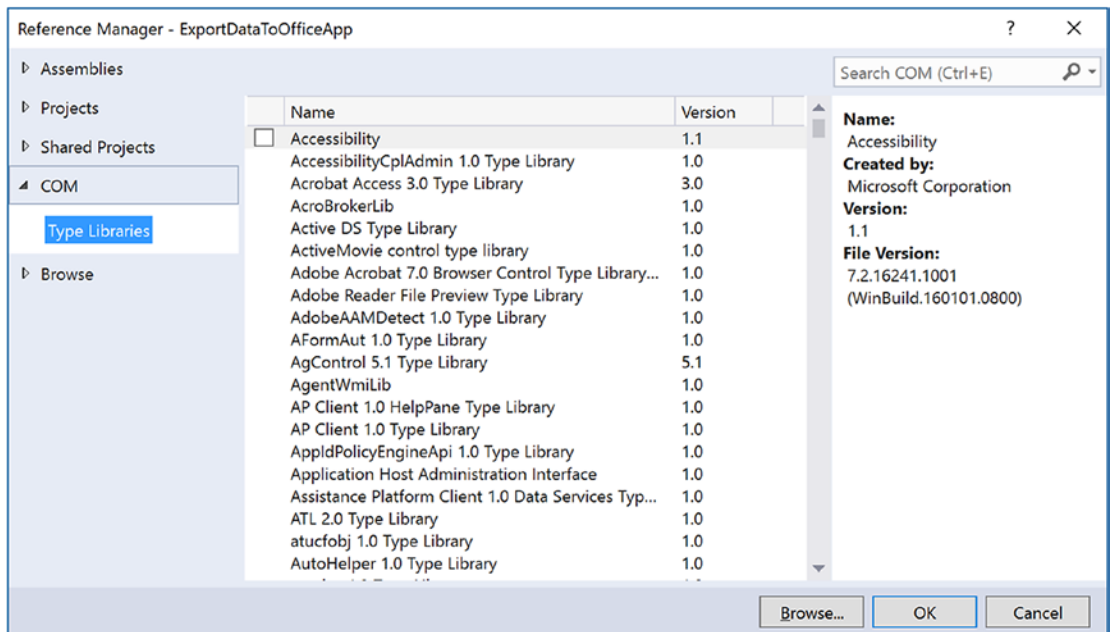 Reference Manager - ExportDataToOfficeApp ? ×
Assemblies
Projects
Shared Projects
COM
Type Libraries
Browse
Name Version
Accessibility 1.1
AccessibilityCplAdmin 1.0 Type Library 1.0
Acrobat Access 3.0 Type Library 3.0
AcroBrokerLib 1.0
Active DS Type Library 1.0
ActiveMovie control type library 1.0
Adobe Acrobat 7.0 Browser Control Type Library... 1.0
Adobe Reader File Preview Type Library 1.0
AdobeAAMDetect 1.0 Type Library 1.0
AFormAut 1.0 Type Library 1.0
AgControl 5.1 Type Library 5.1
AgentWmiLib 1.0
AP Client 1.0 HelpPane Type Library 1.0
AP Client 1.0 Type Library 1.0
AppIdPolicyEngineApi 1.0 Type Library 1.0
Application Host Administration Interface 1.0
Assistance Platform Client 1.0 Data Services Typ... 1.0
ATL 2.0 Type Library 1.0
atucfobj 1.0 Type Library 1.0
AutoHelper 1.0 Type Library 1.0
Search COM (Ctrl+E)
Name:
Accessibility
Created by:
Microsoft Corporation
Version:
1.1
File Version:
7.2.16241.1001
(WinBuild.160101.0800)
Browse... OK Cancel